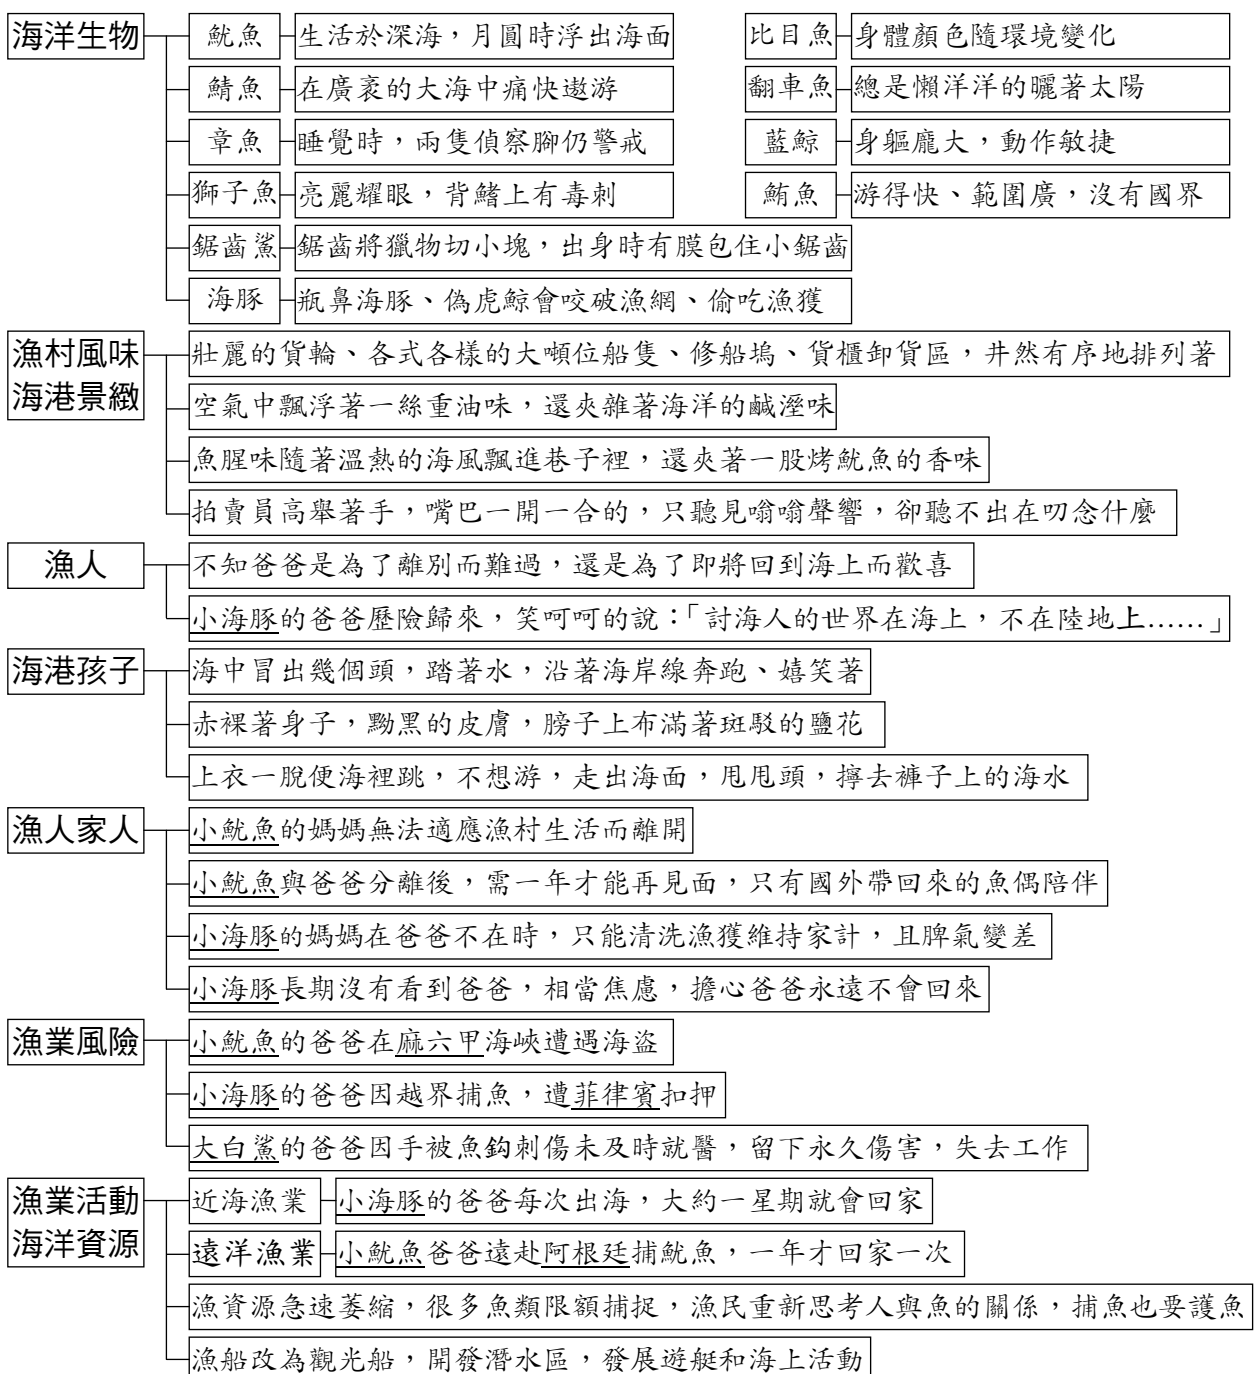 海洋生物
魷魚 生活於深海,月圓時浮出海面 比目魚 身體顏色隨環境變化
鯖魚 在廣袤的大海中痛快遨游 翻車魚 總是懶洋洋的曬著太陽
章魚 睡覺時,兩隻偵察腳仍警戒 藍鯨 身軀龐大,動作敏捷
獅子魚 亮麗耀眼,背鰭上有毒刺 鮪魚 游得快、範圍廣,沒有國界
鋸齒鯊 鋸齒將獵物切小塊,出身時有膜包住小鋸齒
海豚 瓶鼻海豚、偽虎鯨會咬破漁網、偷吃漁獲
漁村風味
海港景緻
壯麗的貨輪、各式各樣的大噸位船隻、修船塢、貨櫃卸貨區,井然有序地排列著
空氣中飄浮著一絲重油味,還夾雜著海洋的鹹溼味
魚腥味隨著溫熱的海風飄進巷子裡,還夾著一股烤魷魚的香味
拍賣員高舉著手,嘴巴一開一合的,只聽見嗡嗡聲響,卻聽不出在叨念什麼
漁人
不知爸爸是為了離別而難過,還是為了即將回到海上而歡喜
小海豚的爸爸歷險歸來,笑呵呵的說:「討海人的世界在海上,不在陸地上……」
海港孩子
海中冒出幾個頭,踏著水,沿著海岸線奔跑、嬉笑著
赤裸著身子,黝黑的皮膚,膀子上布滿著斑駁的鹽花
上衣一脫便海裡跳,不想游,走出海面,甩甩頭,擰去褲子上的海水
漁人家人
小魷魚的媽媽無法適應漁村生活而離開
小魷魚與爸爸分離後,需一年才能再見面,只有國外帶回來的魚偶陪伴
小海豚的媽媽在爸爸不在時,只能清洗漁獲維持家計,且脾氣變差
小海豚長期沒有看到爸爸,相當焦慮,擔心爸爸永遠不會回來
漁業風險
小魷魚的爸爸在麻六甲海峽遭遇海盜
小海豚的爸爸因越界捕魚,遭菲律賓扣押
大白鯊的爸爸因手被魚鉤刺傷未及時就醫,留下永久傷害,失去工作
漁業活動
海洋資源
近海漁業 小海豚的爸爸每次出海,大約一星期就會回家
遠洋漁業 小魷魚爸爸遠赴阿根廷捕魷魚,一年才回家一次
漁資源急速萎縮,很多魚類限額捕捉,漁民重新思考人與魚的關係,捕魚也要護魚
漁船改為觀光船,開發潛水區,發展遊艇和海上活動